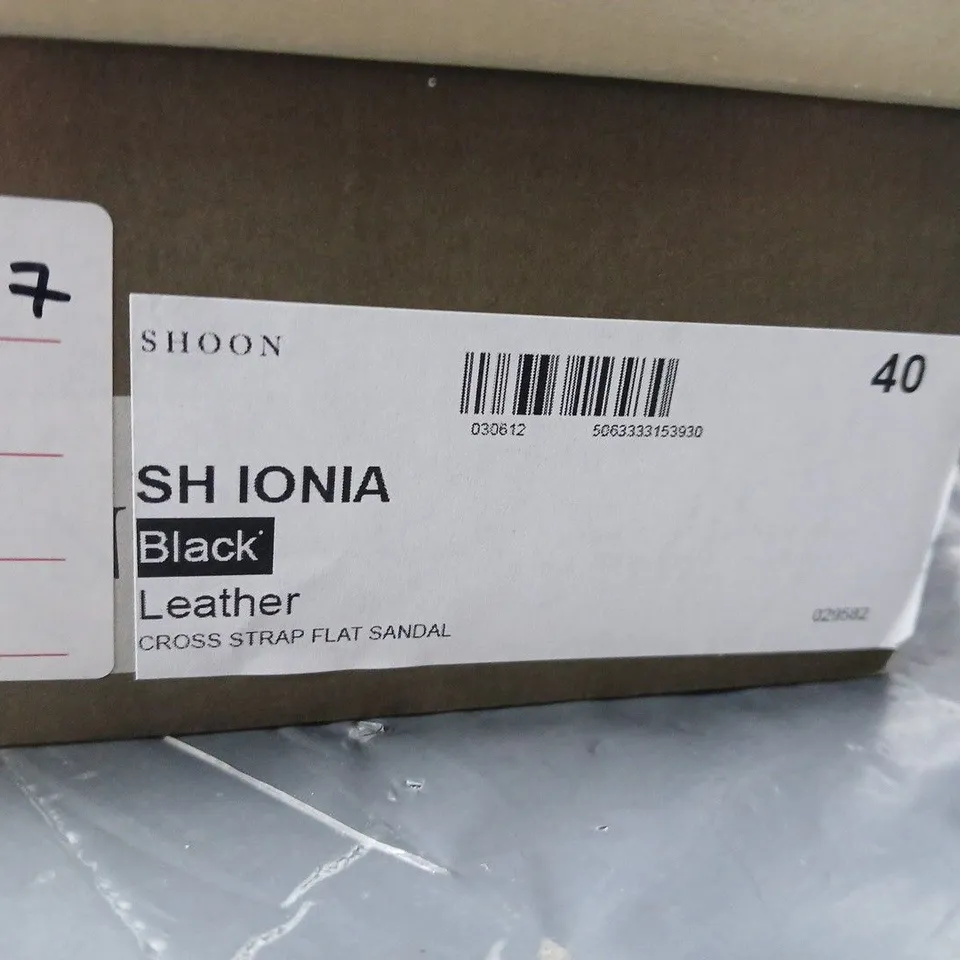 7
SHOON
40
030612 5063333153930
SH IONIA
Black
Leather
CROSS STRAP FLAT SANDAL
029582